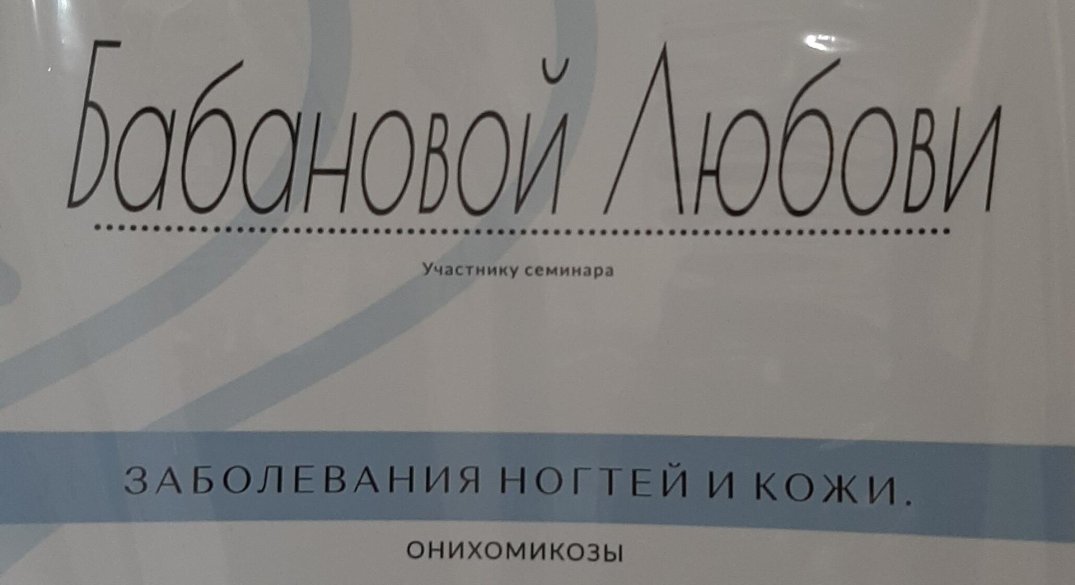 Бабановой Любови
Участнику семинара
ЗАБОЛЕВАНИЯ НОГТЕЙ И КОЖИ.
ОНИХОМИКОЗЫ